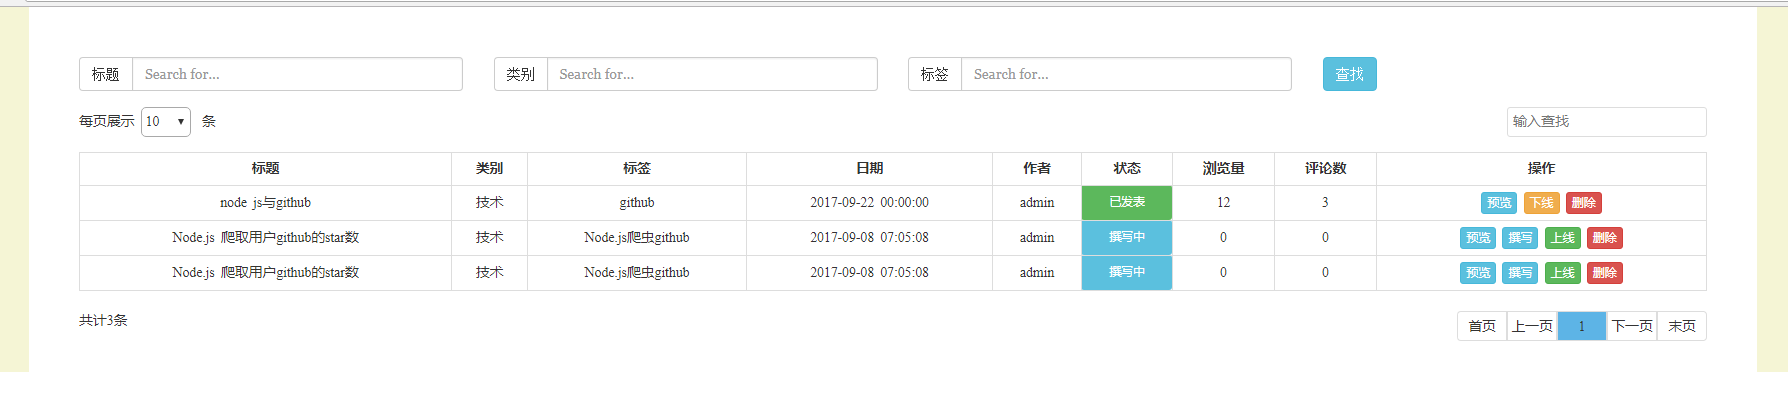 标题 Search for... 类别 Search for... 标签 Search for... 查找
每页展示 10 条 输入查找
标题 类别 标签 日期 作者 状态 浏览量 评论数 操作
node js与github 技术 github 2017-09-22 00:00:00 admin 已发表 12 3 预览 下线 删除
Node.js 爬取用户github的star数 技术 Node.js爬虫github 2017-09-08 07:05:08 admin 撰写中 0 0 预览 撰写 上线 删除
Node.js 爬取用户github的star数 技术 Node.js爬虫github 2017-09-08 07:05:08 admin 撰写中 0 0 预览 撰写 上线 删除
共计3条 首页 上一页 1 下一页 末页